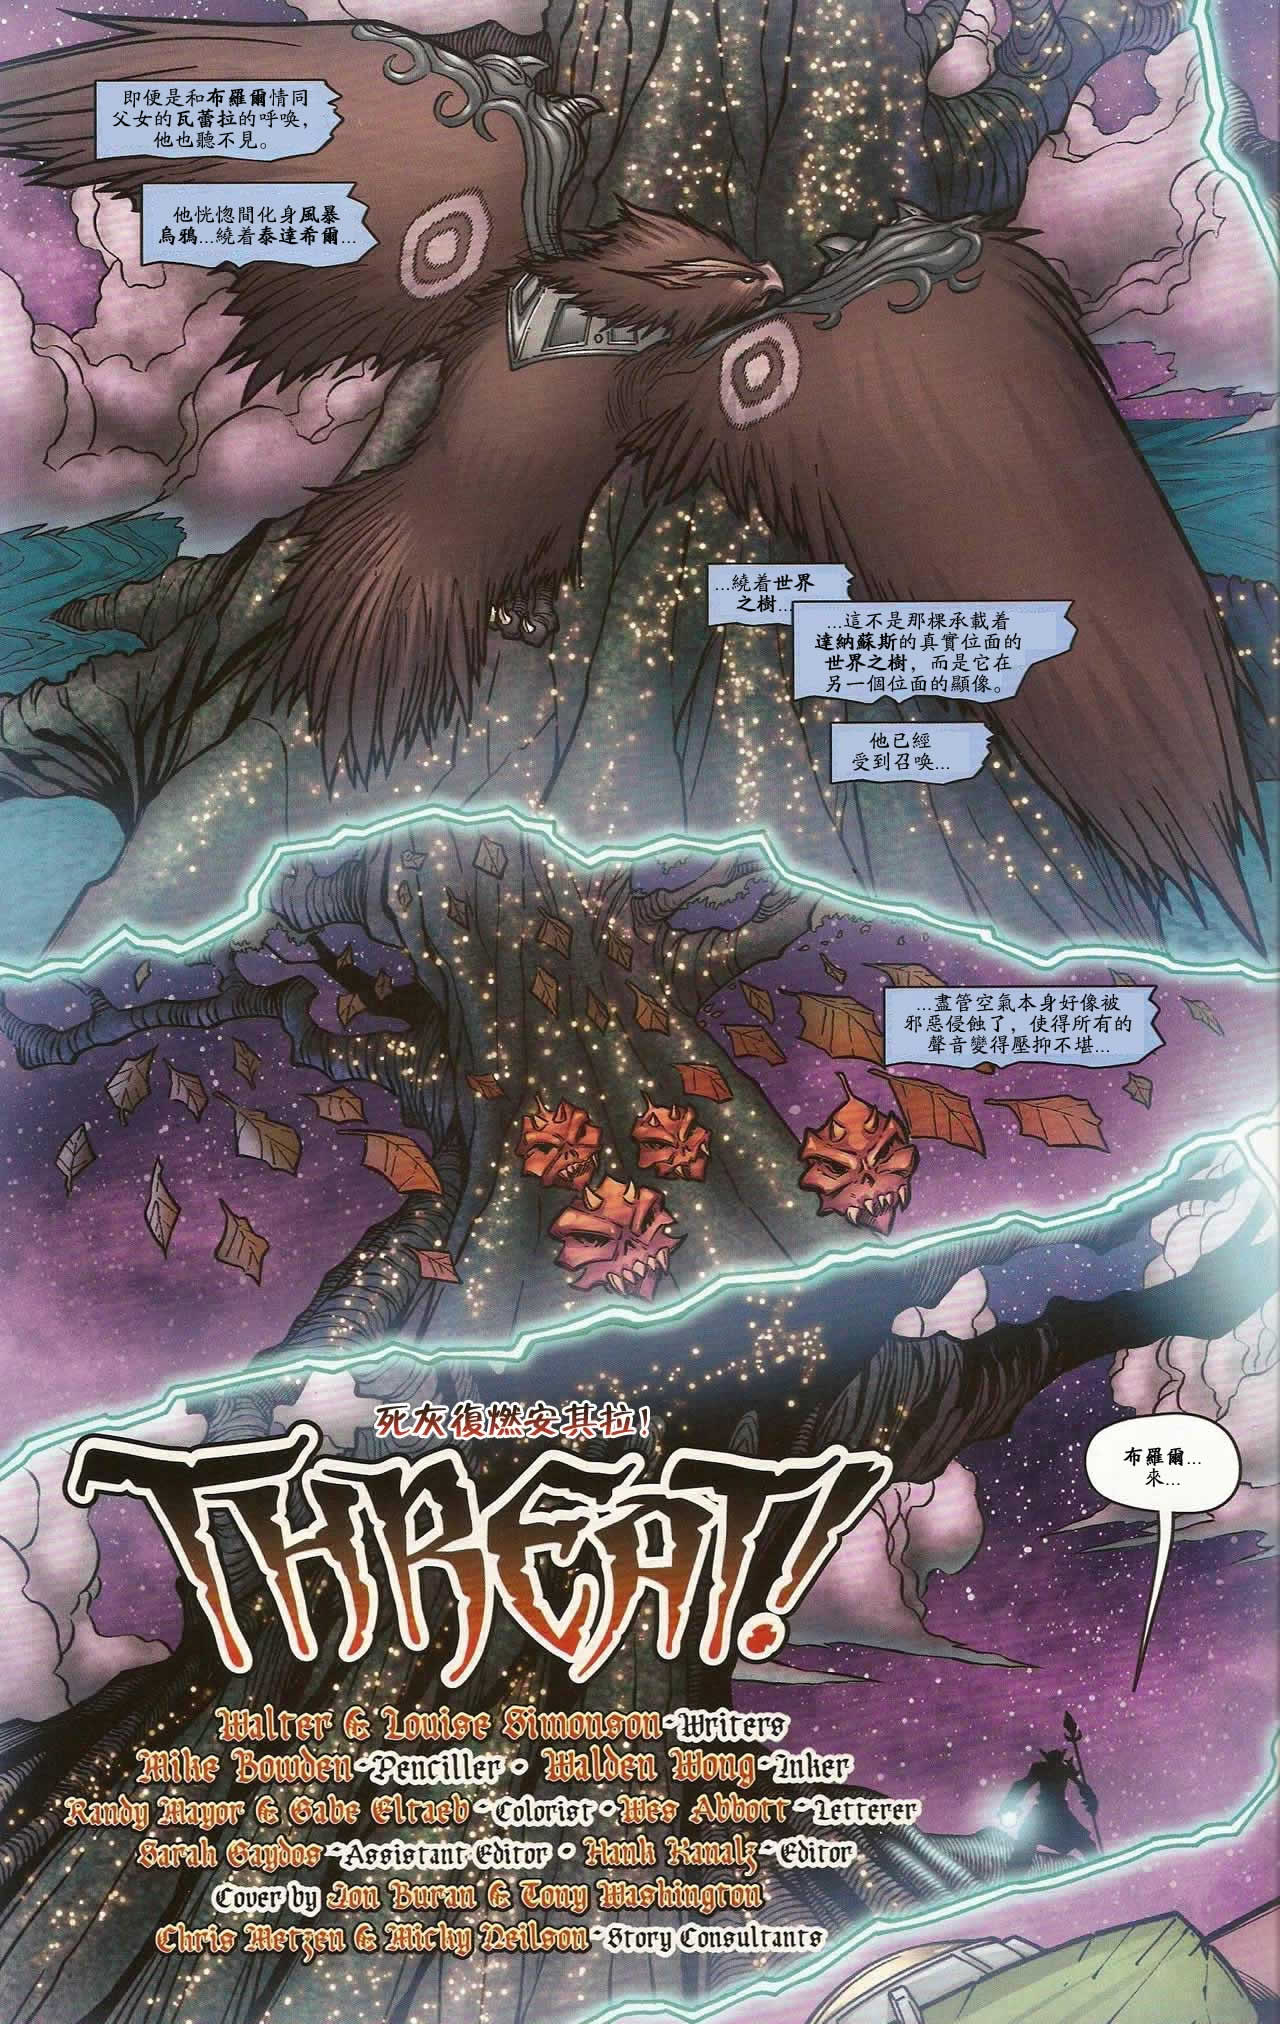 即便是和布羅爾情同
父女的瓦蕾拉的呼喚，
他也聽不見。
他恍惚間化身風暴
烏鴉...繞着泰達希爾...
...繞着世界
之樹...
...這不是那棵承載着
達納蘇斯的真實位面的
世界之樹，而是它在
另一個位面的顯像。
他已經
受到召喚...
...盡管空氣本身好像被
邪惡侵蝕了，使得所有的
聲音變得壓抑不堪...
死灰復燃安其拉！
THREAT!
布羅爾...
來...
Walter & Louise Simonson - Writers
Mike Bowden - Penciller • Walden Wong - Inker
Randy Mayor & Gabe Eltaeb - Colorist • Wes Abbott - Letterer
Sarah Gaydos - Assistant Editor • Hank Kanalz - Editor
Cover by Jon Buran & Tony Washington
Chris Metzen & Micky Neilson - Story Consultants